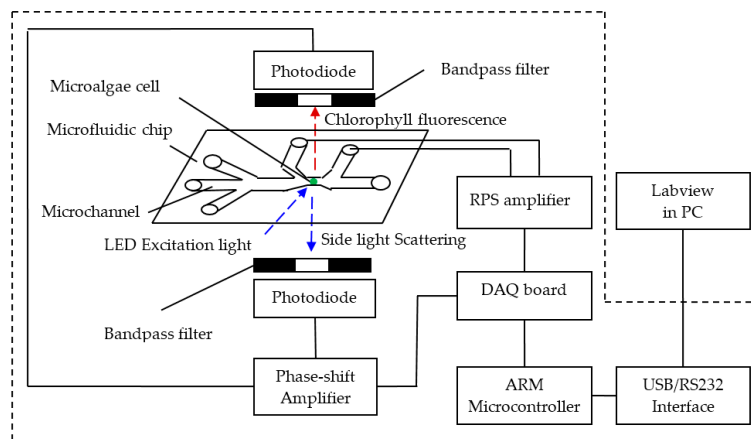 Photodiode
Bandpass filter
Microalgae cell
Chlorophyll fluorescence
Microfluidic chip
RPS amplifier
Labview
in PC
Microchannel
LED Excitation light
Side light Scattering
DAQ board
Photodiode
Bandpass filter
Phase-shift
Amplifier
ARM
Microcontroller
USB/RS232
Interface